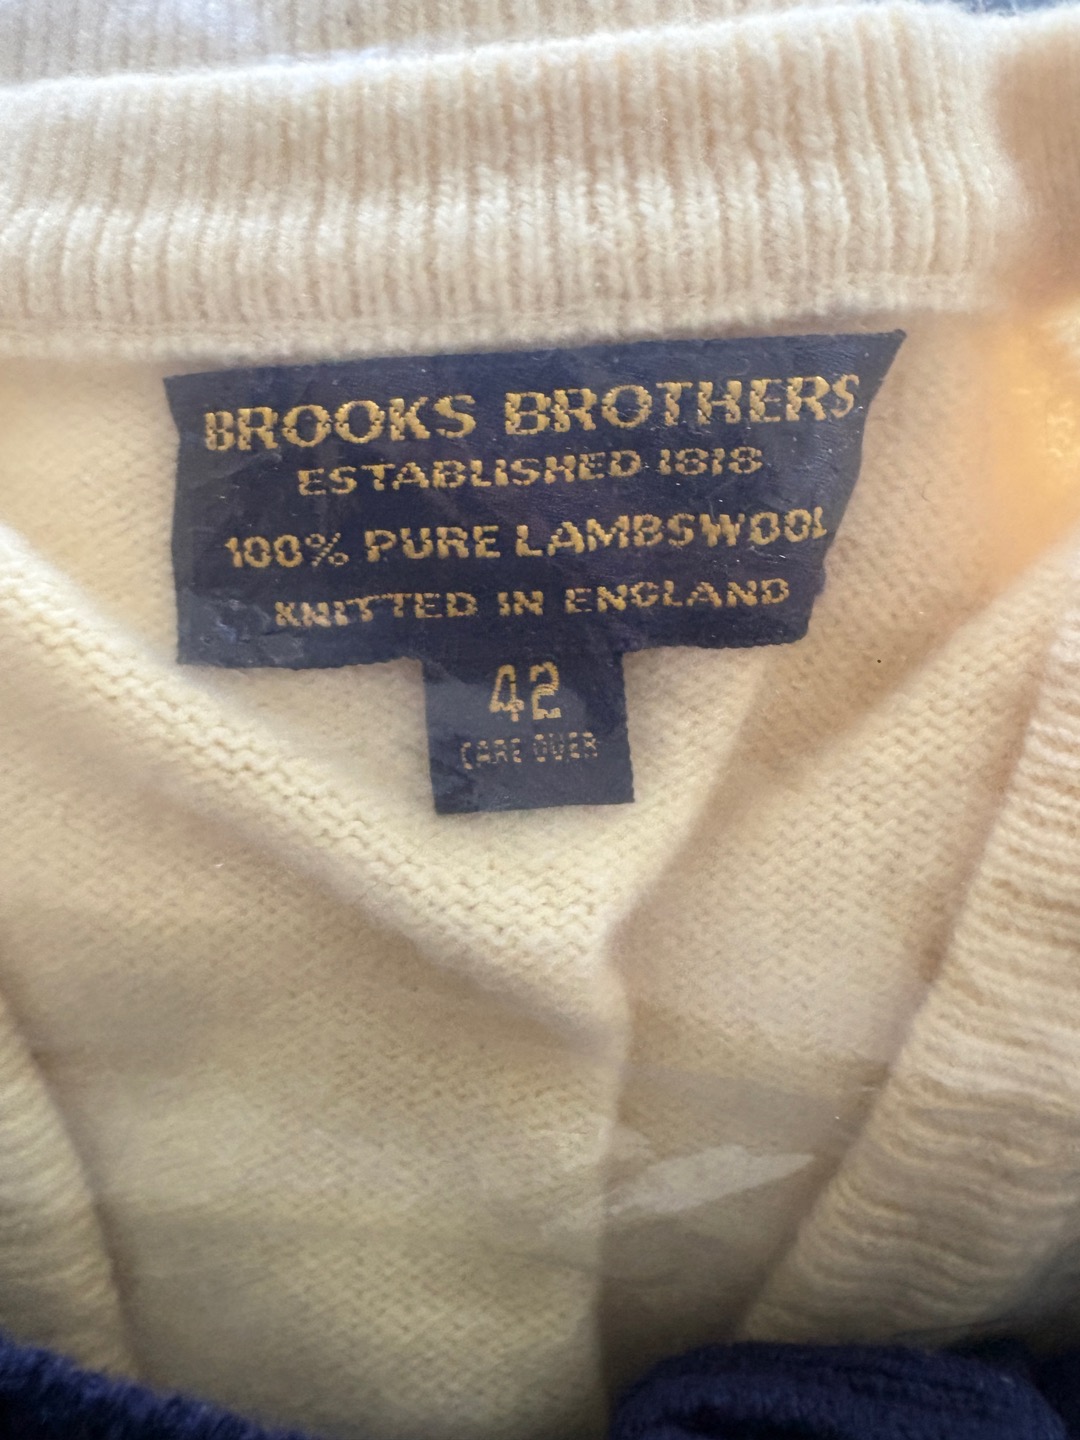 BROOKS BROTHERS
ESTABLISHED 1818
100% PURE LAMBSWOOL
KNITTED IN ENGLAND
42
CARE OVER